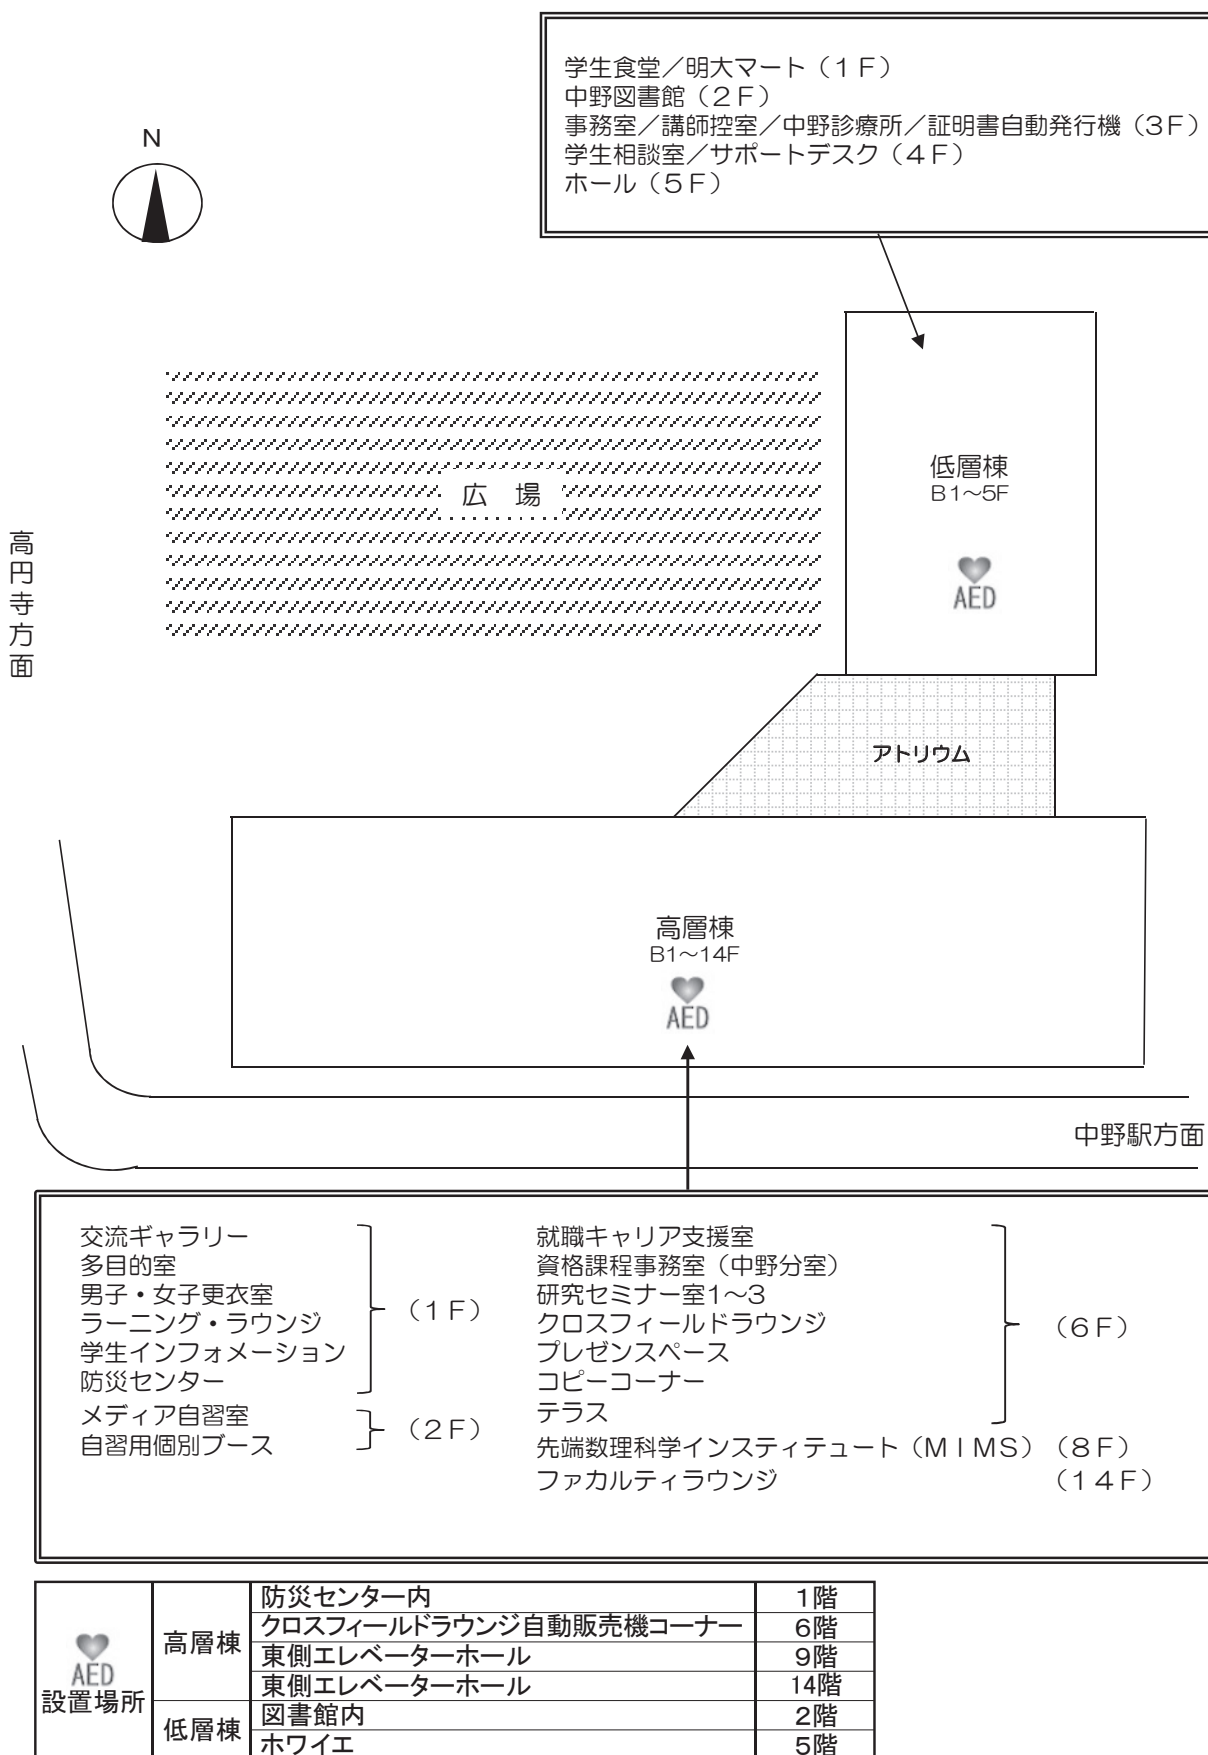 学生食堂／明大マート（１Ｆ）
中野図書館（２Ｆ）
事務室／講師控室／中野診療所／証明書自動発行機（３Ｆ）
学生相談室／サポートデスク（４Ｆ）
ホール（５Ｆ）
N
低層棟
B1～5F
AED
広　場
高円寺方面
アトリウム
高層棟
B1～14F
AED
中野駅方面
交流ギャラリー
多目的室
男子・女子更衣室
ラーニング・ラウンジ
学生インフォメーション
防災センター
（１Ｆ）
メディア自習室
自習用個別ブース
（２Ｆ）
就職キャリア支援室
資格課程事務室（中野分室）
研究セミナー室1～3
クロスフィールドラウンジ
プレゼンスペース
コピーコーナー
テラス
（６Ｆ）
先端数理科学インスティテュート（ＭＩＭＳ）（８Ｆ）
ファカルティラウンジ　（１４Ｆ）
AED
設置場所
高層棟
防災センター内　1階
クロスフィールドラウンジ自動販売機コーナー　6階
東側エレベーターホール　9階
東側エレベーターホール　14階
低層棟
図書館内　2階
ホワイエ　5階